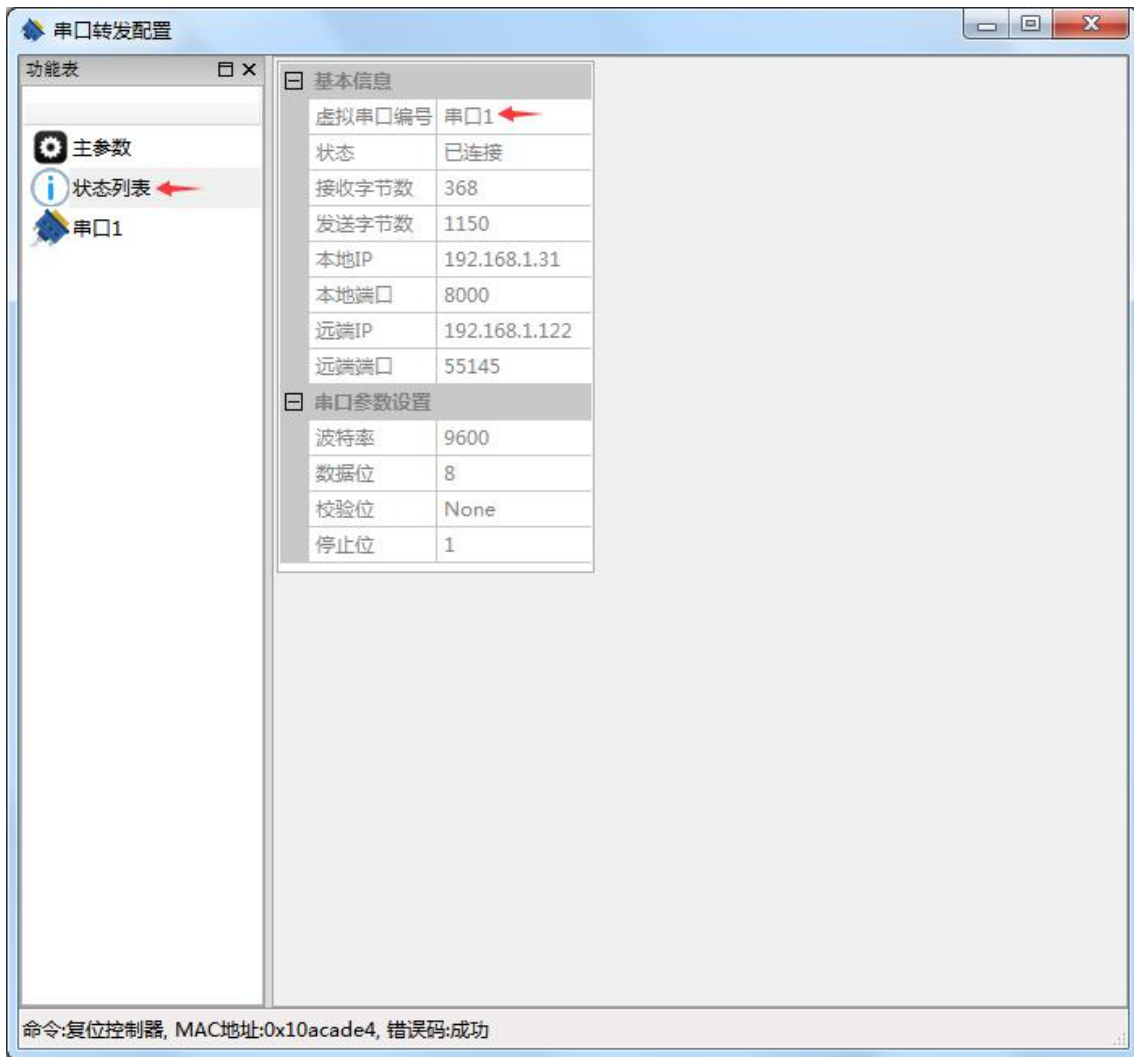 串口转发配置
功能表
主参数
状态列表
串口1
基本信息
虚拟串口编号 串口1
状态 已连接
接收字节数 368
发送字节数 1150
本地IP 192.168.1.31
本地端口 8000
远端IP 192.168.1.122
远端端口 55145
串口参数设置
波特率 9600
数据位 8
校验位 None
停止位 1
命令:复位控制器, MAC地址:0x10acade4, 错误码:成功